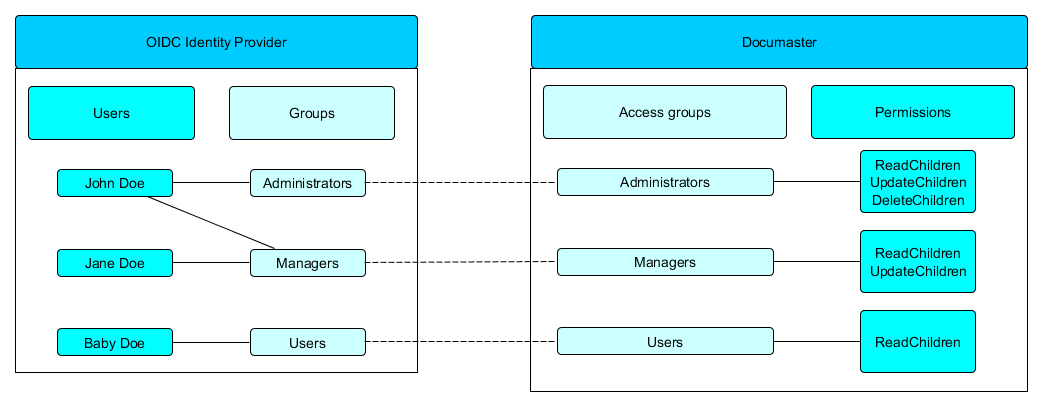 OIDC Identity Provider
Documaster
Users
Groups
Access groups
Permissions
John Doe
Administrators
Administrators
ReadChildren
UpdateChildren
DeleteChildren
Jane Doe
Managers
Managers
ReadChildren
UpdateChildren
Baby Doe
Users
Users
ReadChildren